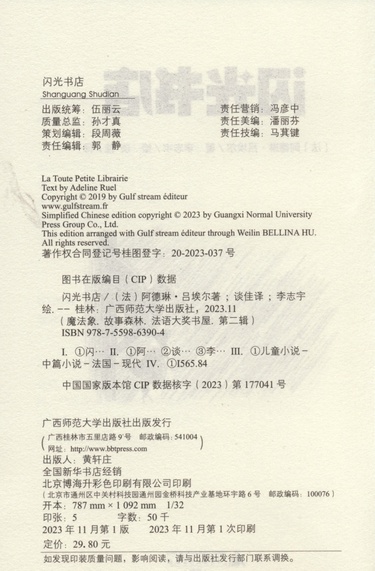 闪光书店
Shanguang Shudian
出版统筹：伍丽云
质量总监：孙才真
策划编辑：段周薇
责任编辑：郭 静
责任营销：冯彦中
责任美编：潘丽芬
责任技编：马其键
La Toute Petite Librairie
Text by Adeline Ruel
Copyright © 2019 by Gulf stream éditeur
www.gulfstream.fr
Simplified Chinese edition copyright © 2023 by Guangxi Normal University
Press Group Co., Ltd.
This edition arranged with Gulf stream éditeur through Weilin BELLINA HU.
All rights reserved.
著作权合同登记号桂图登字：20-2023-037 号
图书在版编目（CIP）数据
闪光书店 /（法）阿德琳·吕埃尔著；谈佳译；李志宇
绘. -- 桂林：广西师范大学出版社，2023.11
（魔法象. 故事森林. 法语大奖书屋. 第二辑）
ISBN 978-7-5598-6390-4
Ⅰ. ①闪… Ⅱ. ①阿… ②谈… ③李… Ⅲ. ①儿童小说－
中篇小说－法国－现代 Ⅳ. ①I565.84
中国国家版本馆 CIP 数据核字（2023）第 177041 号
广西师范大学出版社出版发行
（广西桂林市五里店路 9 号 邮政编码：541004
网址：http://www.bbtpress.com）
出版人：黄轩庄
全国新华书店经销
北京博海升彩色印刷有限公司印刷
（北京市通州区中关村科技园通州园金桥科技产业基地环宇路 6 号 邮政编码：100076）
开本：787 mm×1 092 mm 1/32
印张：5 字数：50 千
2023 年 11 月第 1 版 2023 年 11 月第 1 次印刷
定价：29.80 元
如发现印装质量问题，影响阅读，请与出版社发行部门联系调换。